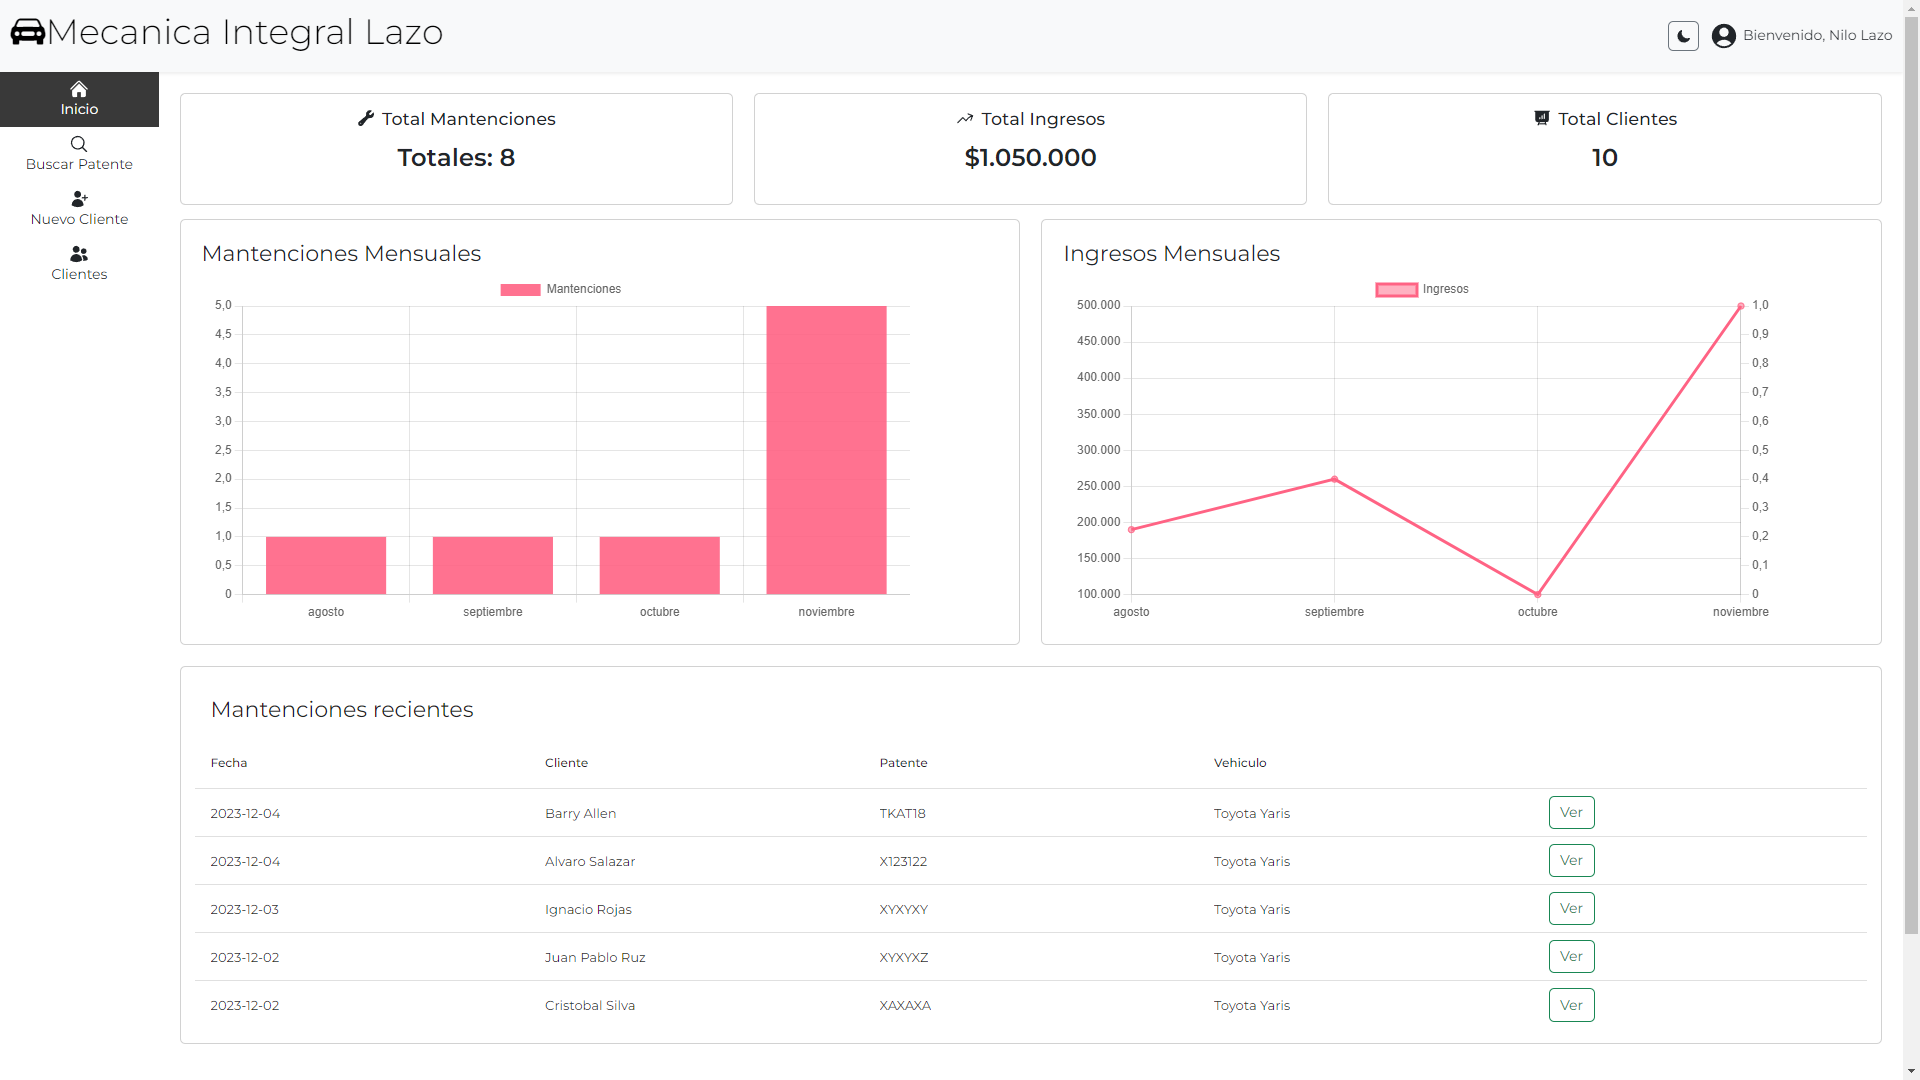 Mecanica Integral Lazo
Bienvenido, Nilo Lazo
Inicio
Buscar Patente
Nuevo Cliente
Clientes
Total Mantenciones
Totales: 8
Total Ingresos
$1.050.000
Total Clientes
10
Mantenciones Mensuales
Mantenciones
5,0
4,5
4,0
3,5
3,0
2,5
2,0
1,5
1,0
0,5
0
agosto septiembre octubre noviembre
Ingresos Mensuales
Ingresos
500.000
450.000
400.000
350.000
300.000
250.000
200.000
150.000
100.000
1,0
0,9
0,8
0,7
0,6
0,5
0,4
0,3
0,2
0,1
0
agosto septiembre octubre noviembre
Mantenciones recientes
Fecha Cliente Patente Vehiculo
2023-12-04 Barry Allen TKAT18 Toyota Yaris Ver
2023-12-04 Alvaro Salazar X123122 Toyota Yaris Ver
2023-12-03 Ignacio Rojas XYXYXY Toyota Yaris Ver
2023-12-02 Juan Pablo Ruz XYXYXZ Toyota Yaris Ver
2023-12-02 Cristobal Silva XAXAXA Toyota Yaris Ver